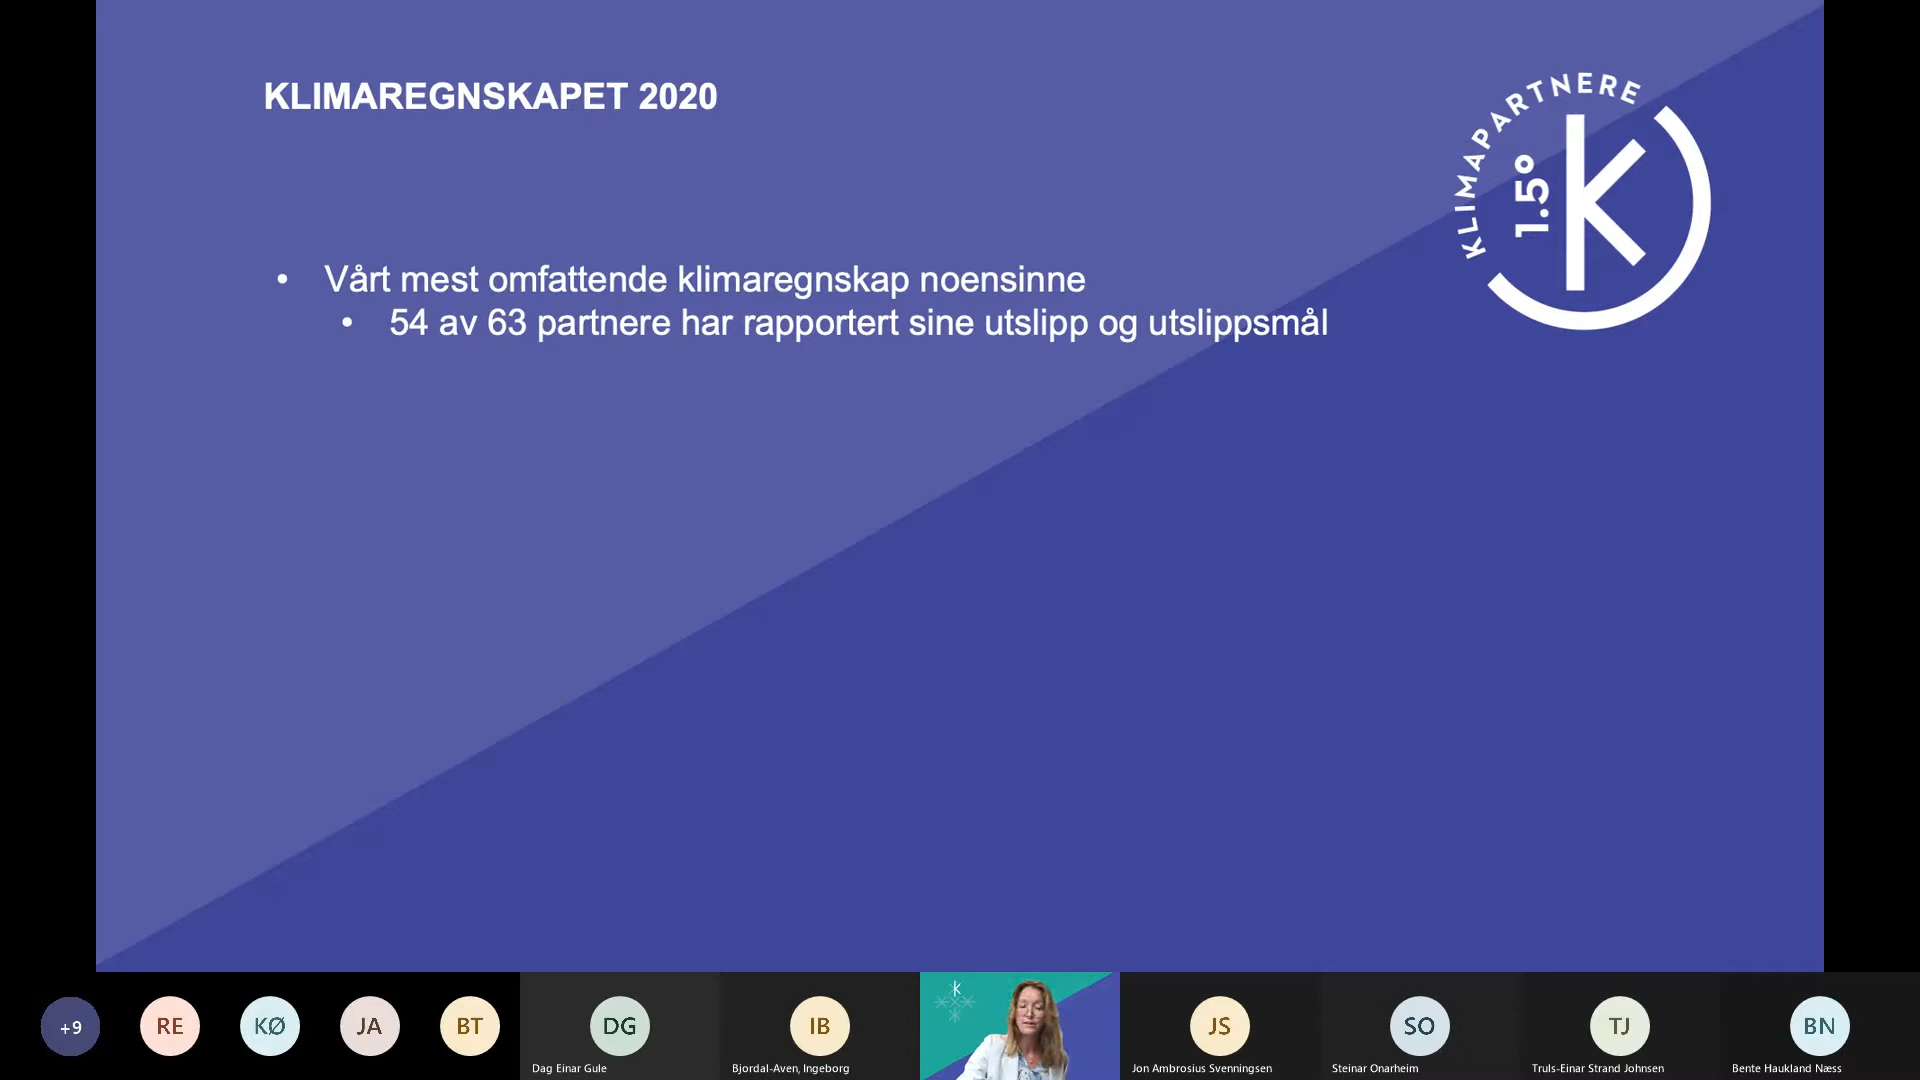 KLIMAREGNSKAPET 2020
KLIMAPARTNERE
1.5°
K
• Vårt mest omfattende klimaregnskap noensinne
• 54 av 63 partnere har rapportert sine utslipp og utslippsmål
+9
RE
KØ
JA
BT
DG
Dag Einar Gule
IB
Bjordal-Aven, Ingeborg
K
JS
Jon Ambrosius Svenningsen
SO
Steinar Onarheim
TJ
Truls-Einar Strand Johnsen
BN
Bente Haukland Næss